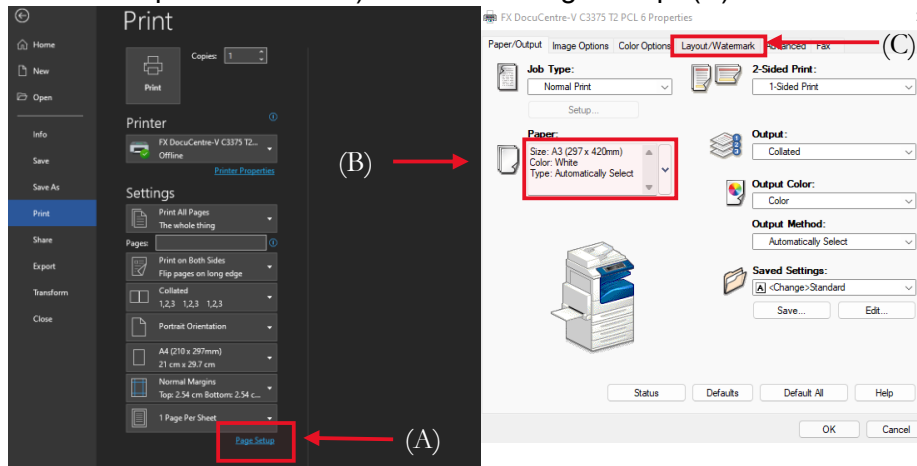 Print
Copies: 1
Print
Home
New
Open
Info
Save
Save As
Print
Share
Export
Transform
Close
Printer
FX DocuCentre-V C3375 T2...
Offline
Printer Properties
Settings
Print All Pages
The whole thing
Pages:
Print on Both Sides
Flip pages on long edge
Collated
1,2,3 1,2,3 1,2,3
Portrait Orientation
A4 (210 x 297mm)
21 cm x 29.7 cm
Normal Margins
Top: 2.54 cm Bottom: 2.54 c...
1 Page Per Sheet
Page Setup
(A)
(B)
FX DocuCentre-V C3375 T2 PCL 6 Properties
Paper/Output Image Options Color Options Layout/Watermark Fax
(C)
Job Type:
Normal Print
Setup...
Paper:
Size: A3 (297 x 420mm)
Color: White
Type: Automatically Select
2-Sided Print:
1-Sided Print
Output:
Collated
Output Color:
Color
Output Method:
Automatically Select
Saved Settings:
A <Change>Standard
Save... Edit...
Status Defaults Default All Help
OK Cancel